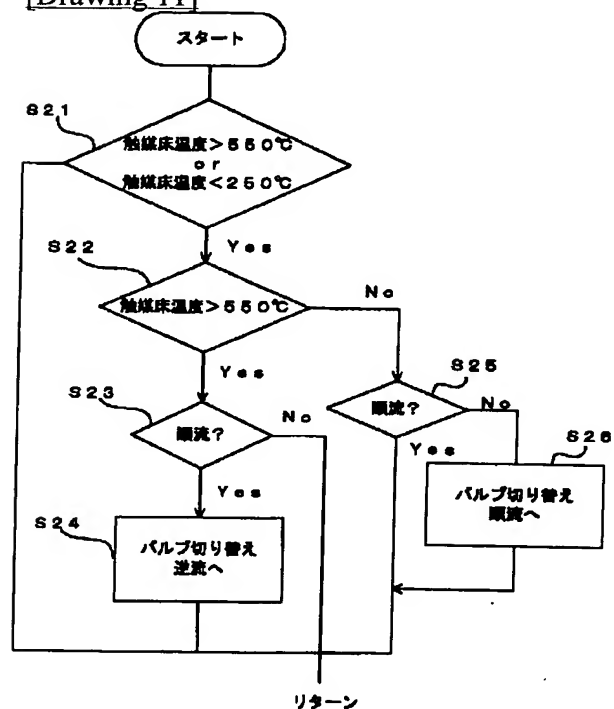 [Drawing 11]
スタート
S21
触媒床温度>550℃
or
触媒床温度<250℃
Yes
S22
触媒床温度>550℃
No
Yes
S25
S23
順流?
No
順流?
No
Yes
S26
Yes
バルブ切り替え
順流へ
S24
バルブ切り替え
逆流へ
リターン